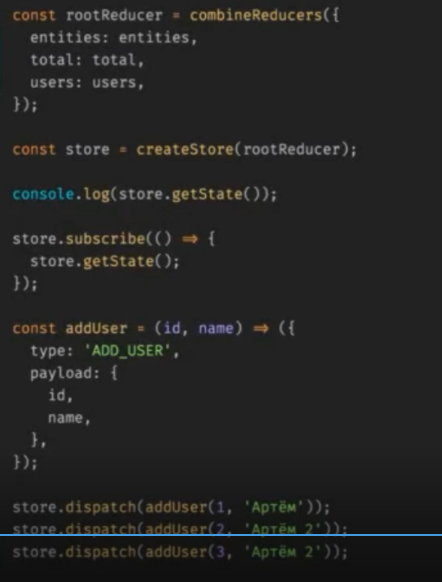 const rootReducer = combineReducers({
  entities: entities,
  total: total,
  users: users,
});
const store = createStore(rootReducer);
console.log(store.getState());
store.subscribe(() => {
  store.getState();
});
const addUser = (id, name) => ({
  type: 'ADD_USER',
  payload: {
    id,
    name,
  },
});
store.dispatch(addUser(1, 'Артём'));
store.dispatch(addUser(2, 'Артём 2'));
store.dispatch(addUser(3, 'Артём 2'));